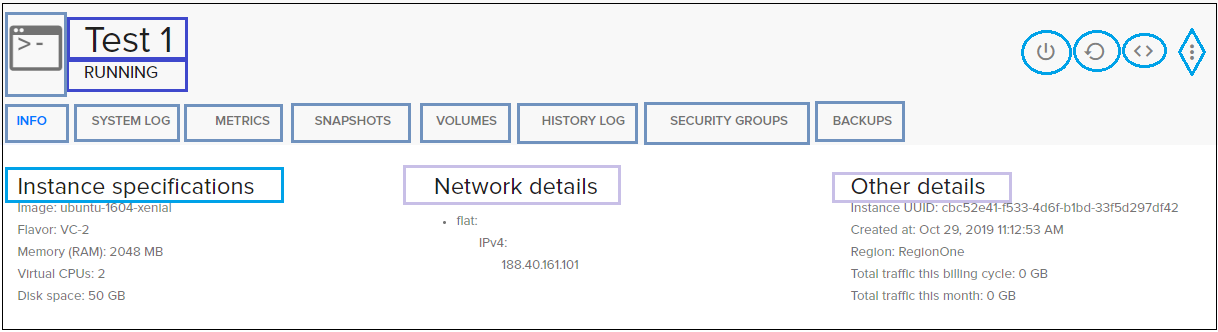 Test 1
RUNNING
INFO SYSTEM LOG METRICS SNAPSHOTS VOLUMES HISTORY LOG SECURITY GROUPS BACKUPS
Instance specifications
Image: ubuntu-1604-xenial
Flavor: VC-2
Memory (RAM): 2048 MB
Virtual CPUs: 2
Disk space: 50 GB
Network details
• flat:
IPv4:
188.40.161.101
Other details
Instance UUID: cbc52e41-f533-4d6f-b1bd-33f5d297df42
Created at: Oct 29, 2019 11:12:53 AM
Region: RegionOne
Total traffic this billing cycle: 0 GB
Total traffic this month: 0 GB